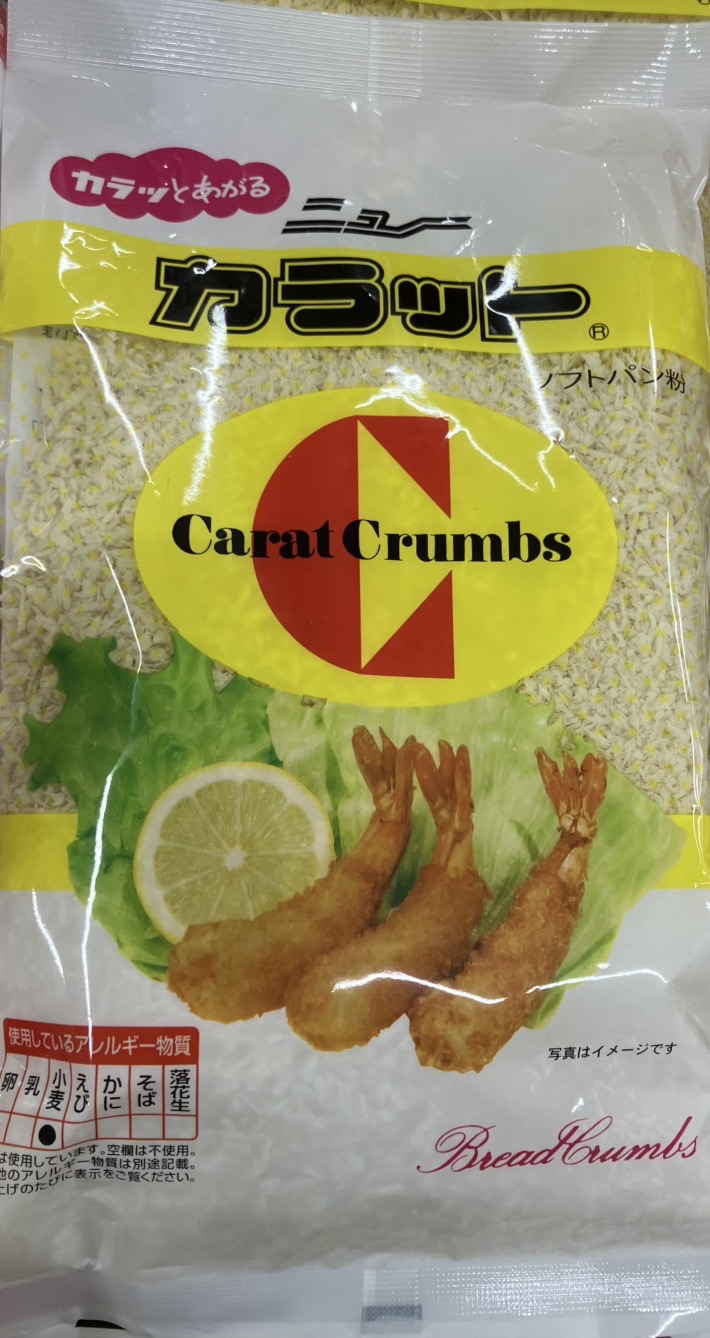 カラッとあがる
ニュー
カラット®
ソフトパン粉
Carat Crumbs
使用しているアレルギー物質
卵 乳 小麦 えび かに そば 落花生
●
写真はイメージです
は使用しています。空欄は不使用。
他のアレルギー物質は別途記載。
上げのたびに表示をご覧ください。
Bread Crumbs